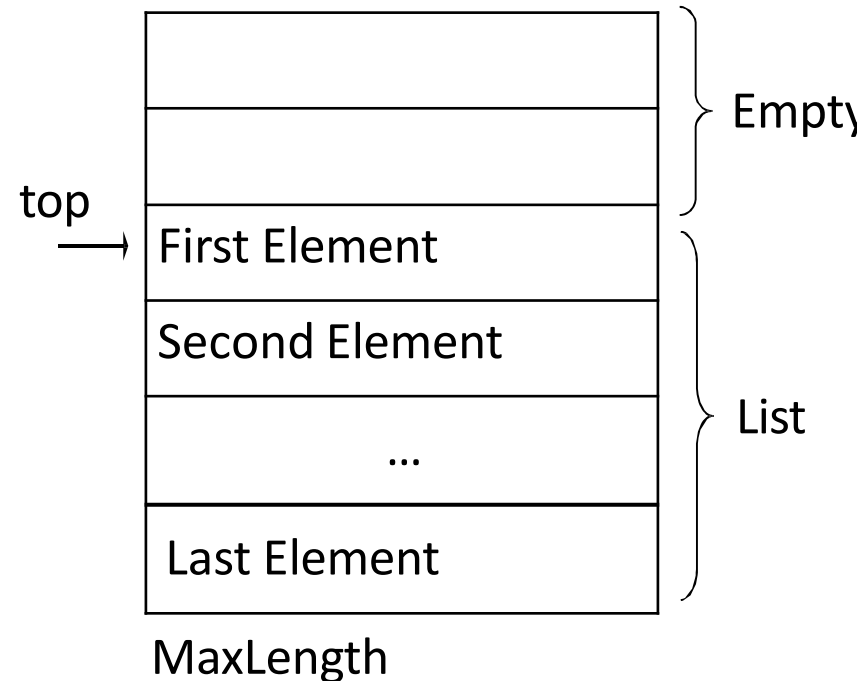 Empty
top
First Element
Second Element
...
List
Last Element
MaxLength